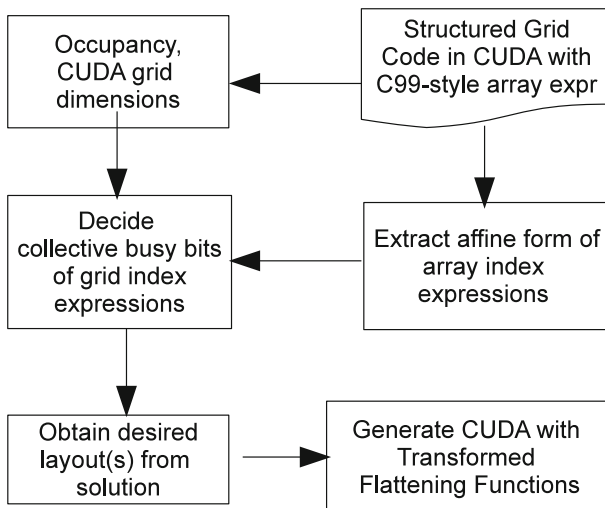 Occupancy,
CUDA grid
dimensions
Structured Grid
Code in CUDA with
C99-style array expr
Decide
collective busy bits
of grid index
expressions
Extract affine form of
array index
expressions
Obtain desired
layout(s) from
solution
Generate CUDA with
Transformed
Flattening Functions